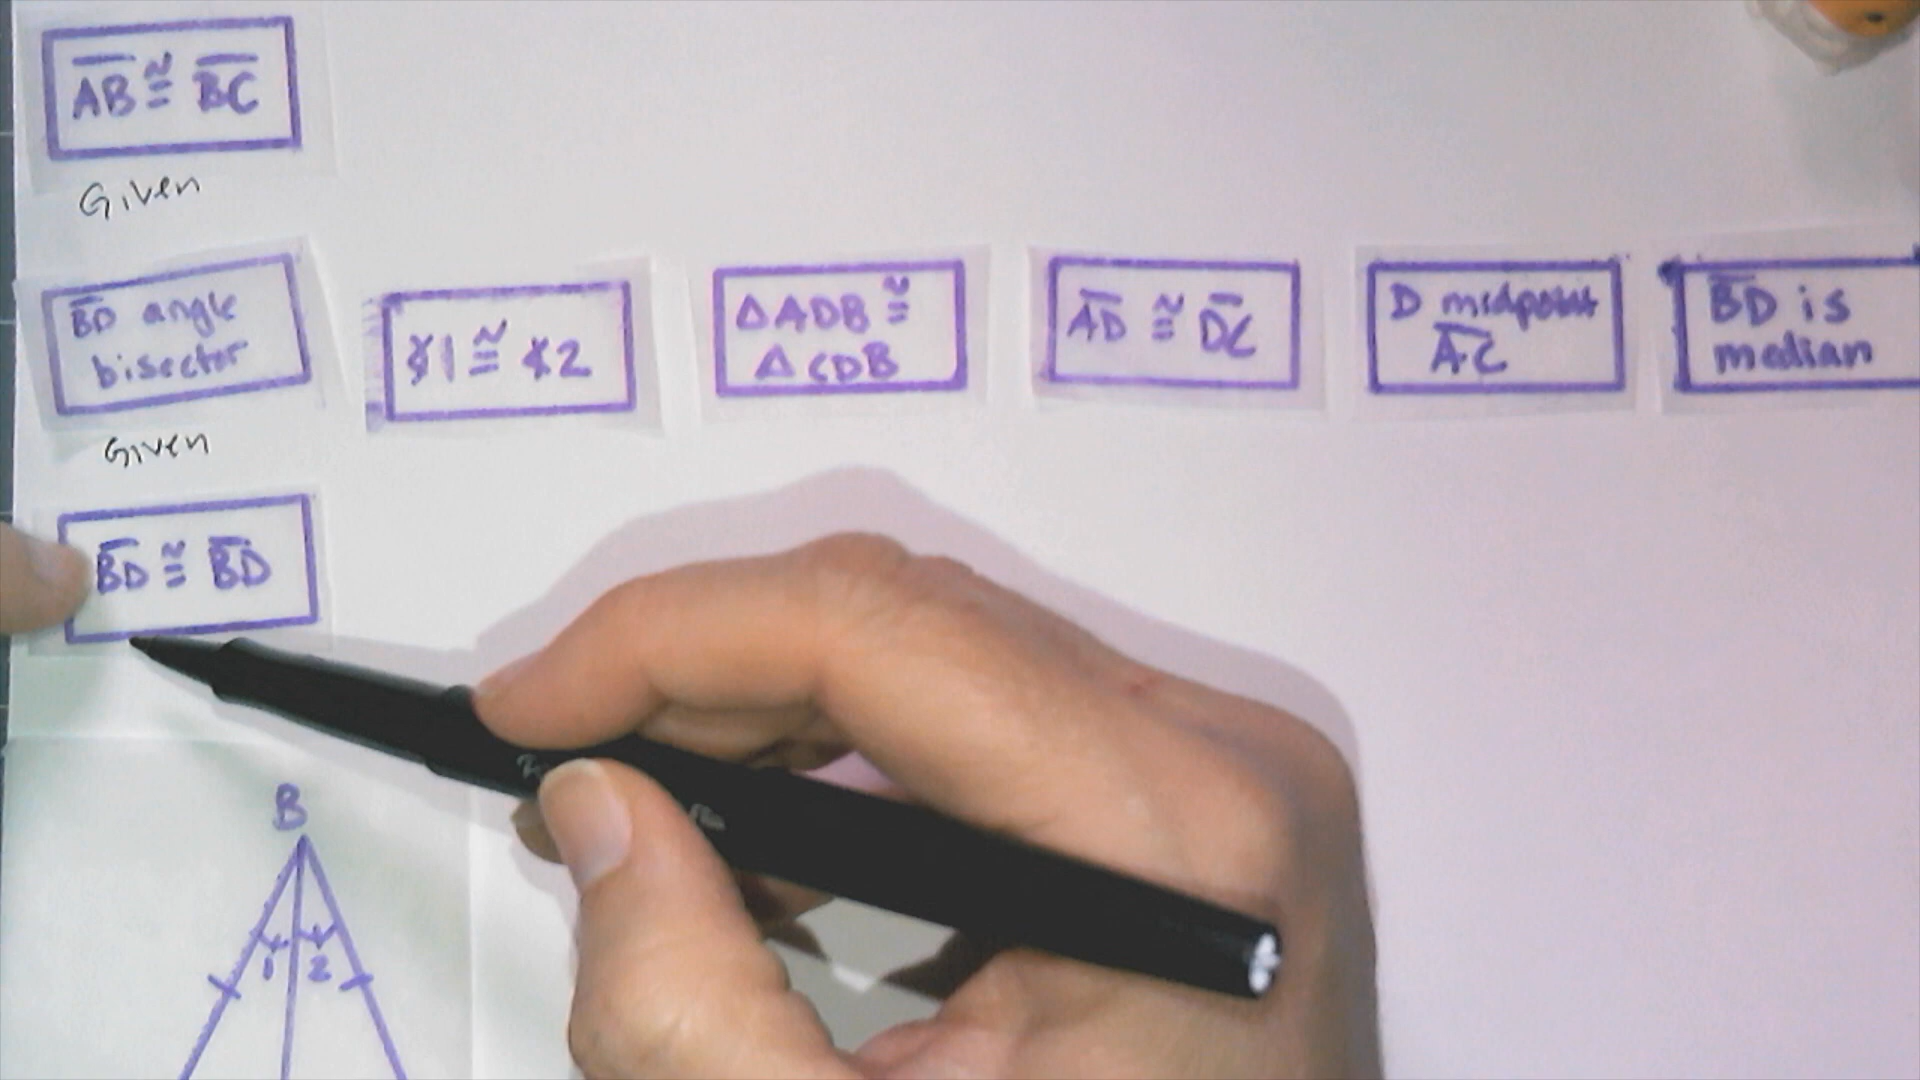 AB ≅ BC
Given
BD angle
bisector
∡1 ≅ ∡2
△ADB ≅
△CDB
AD ≅ DC
D midpoint
AC
BD is
median
Given
BD ≅ BD
B
1 2